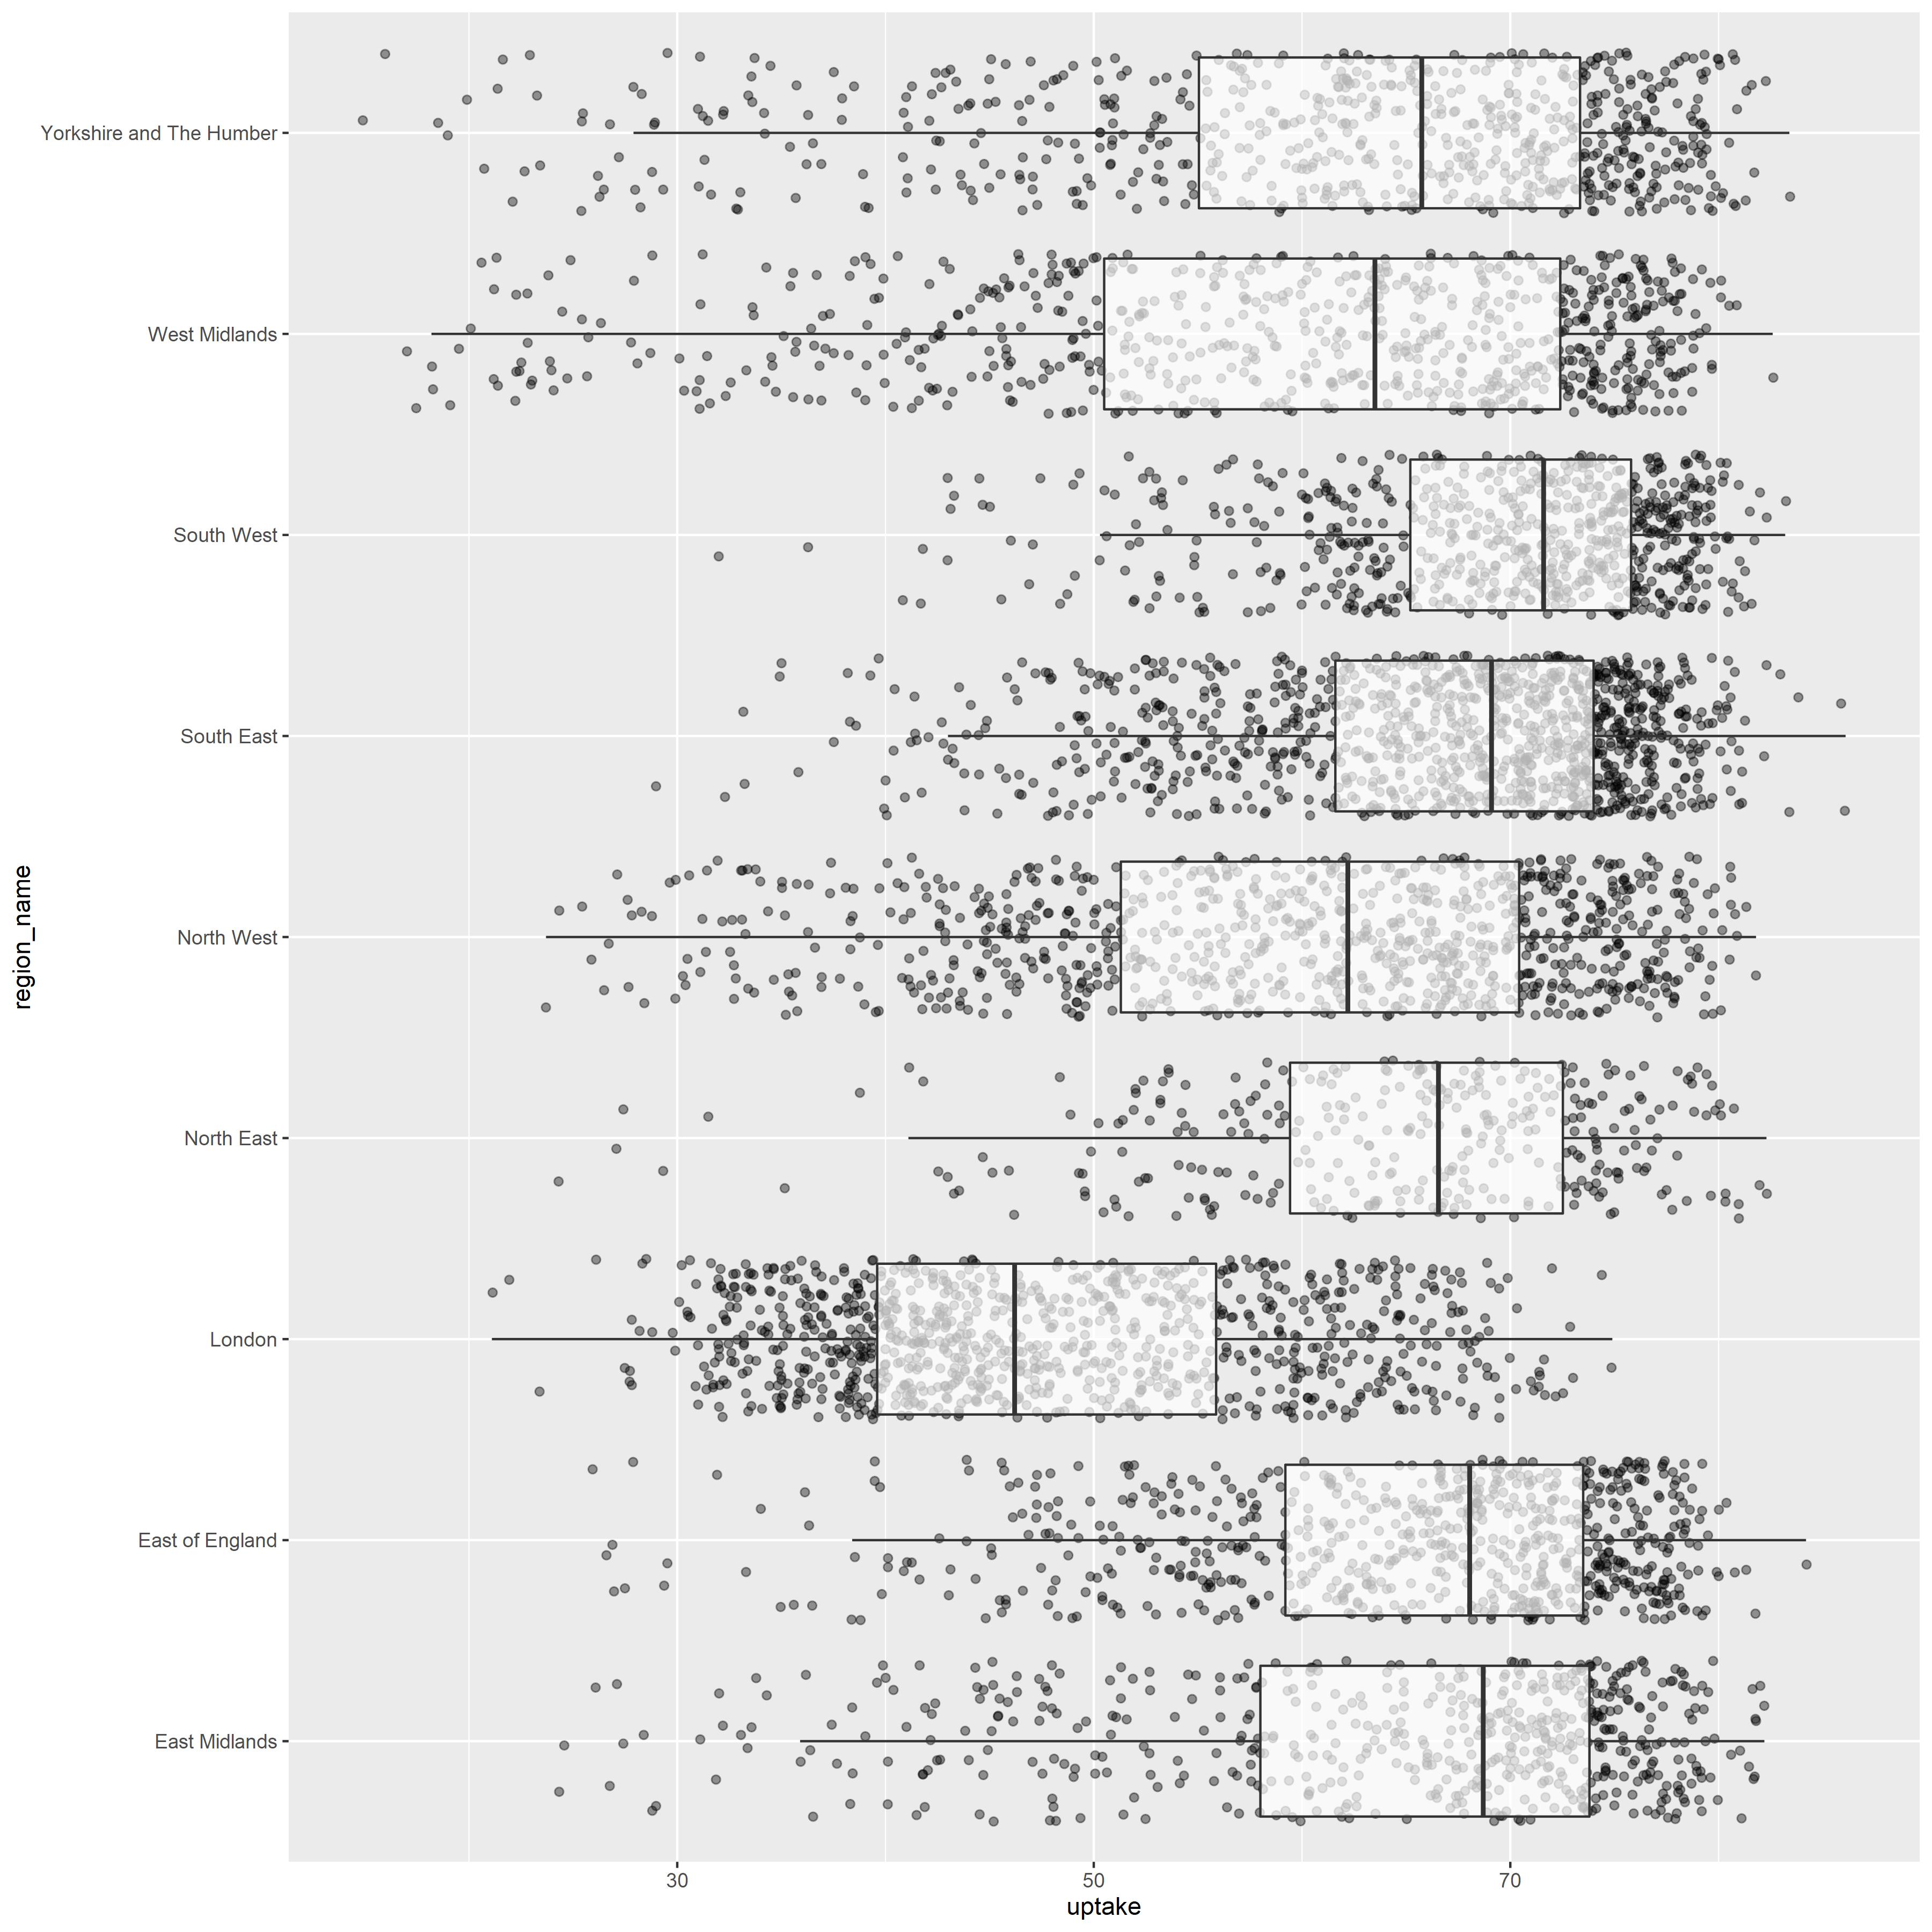 Yorkshire and The Humber
West Midlands
South West
South East
North West
North East
London
East of England
East Midlands
region_name
30 50 70
uptake